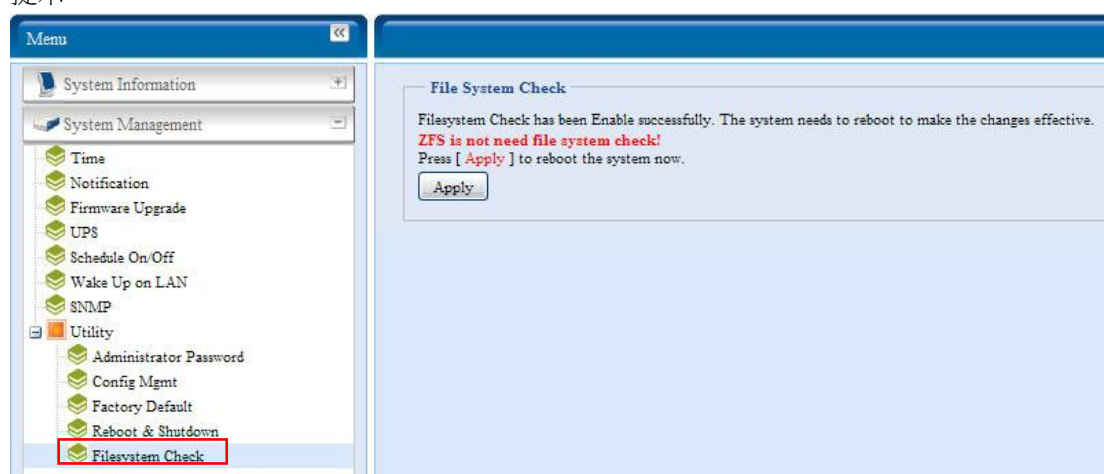 提示
Menu
System Information
System Management
Time
Notification
Firmware Upgrade
UPS
Schedule On/Off
Wake Up on LAN
SNMP
Utility
Administrator Password
Config Mgmt
Factory Default
Reboot & Shutdown
Filesystem Check
File System Check
Filesystem Check has been Enable successfully. The system needs to reboot to make the changes effective.
ZFS is not need file system check!
Press [ Apply ] to reboot the system now.
Apply